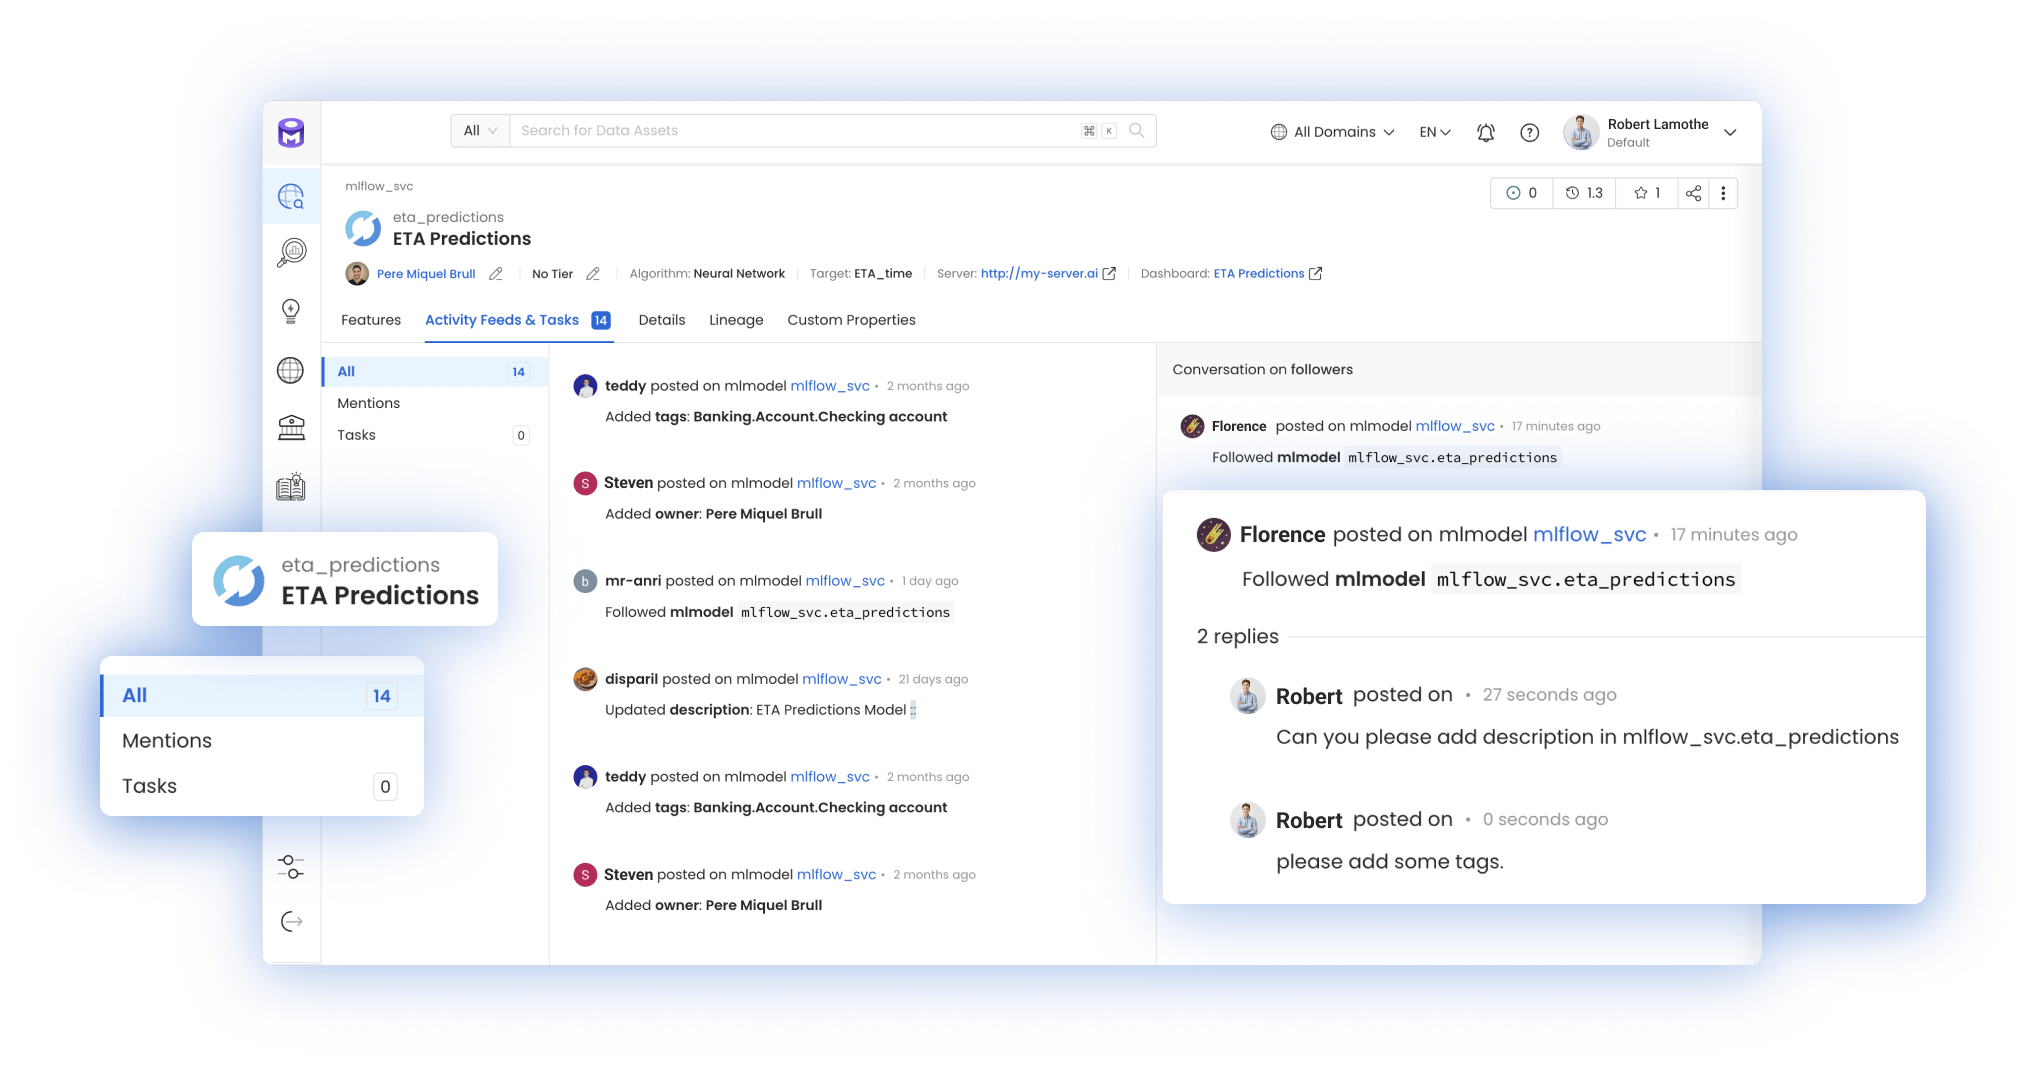 All Search for Data Assets ⌘ K All Domains EN Robert Lamothe
Default
mlflow_svc
0 1.3 1
eta_predictions
ETA Predictions
Pere Miquel Brull No Tier Algorithm: Neural Network Target: ETA_time Server: http://my-server.ai Dashboard: ETA Predictions
Features Activity Feeds & Tasks 14 Details Lineage Custom Properties
All 14
Mentions
Tasks 0
teddy posted on mlmodel mlflow_svc • 2 months ago
Added tags: Banking.Account.Checking account
S Steven posted on mlmodel mlflow_svc • 2 months ago
Added owner: Pere Miquel Brull
b mr-anri posted on mlmodel mlflow_svc • 1 day ago
Followed mlmodel mlflow_svc.eta_predictions
disparil posted on mlmodel mlflow_svc • 21 days ago
Updated description: ETA Predictions Model ::
teddy posted on mlmodel mlflow_svc • 2 months ago
Added tags: Banking.Account.Checking account
S Steven posted on mlmodel mlflow_svc • 2 months ago
Added owner: Pere Miquel Brull
Conversation on followers
Florence posted on mlmodel mlflow_svc • 17 minutes ago
Followed mlmodel mlflow_svc.eta_predictions
Florence posted on mlmodel mlflow_svc • 17 minutes ago
Followed mlmodel mlflow_svc.eta_predictions
2 replies
Robert posted on • 27 seconds ago
Can you please add description in mlflow_svc.eta_predictions
Robert posted on • 0 seconds ago
please add some tags.
eta_predictions
ETA Predictions
All 14
Mentions
Tasks 0